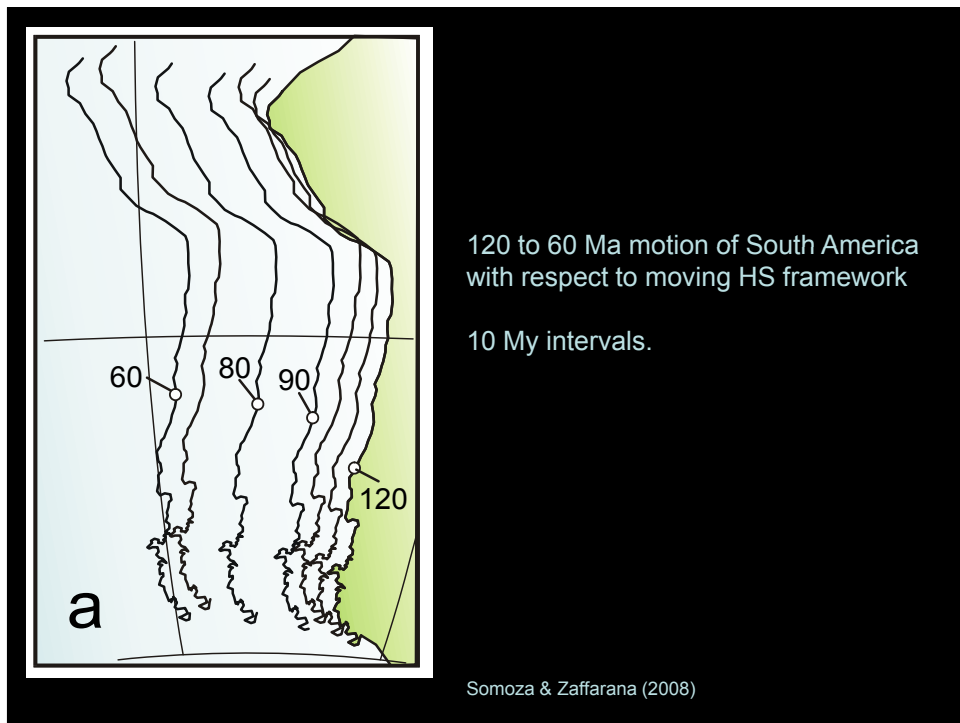 60
80
90
120
a
120 to 60 Ma motion of South America
with respect to moving HS framework
10 My intervals.
Somoza & Zaffarana (2008)